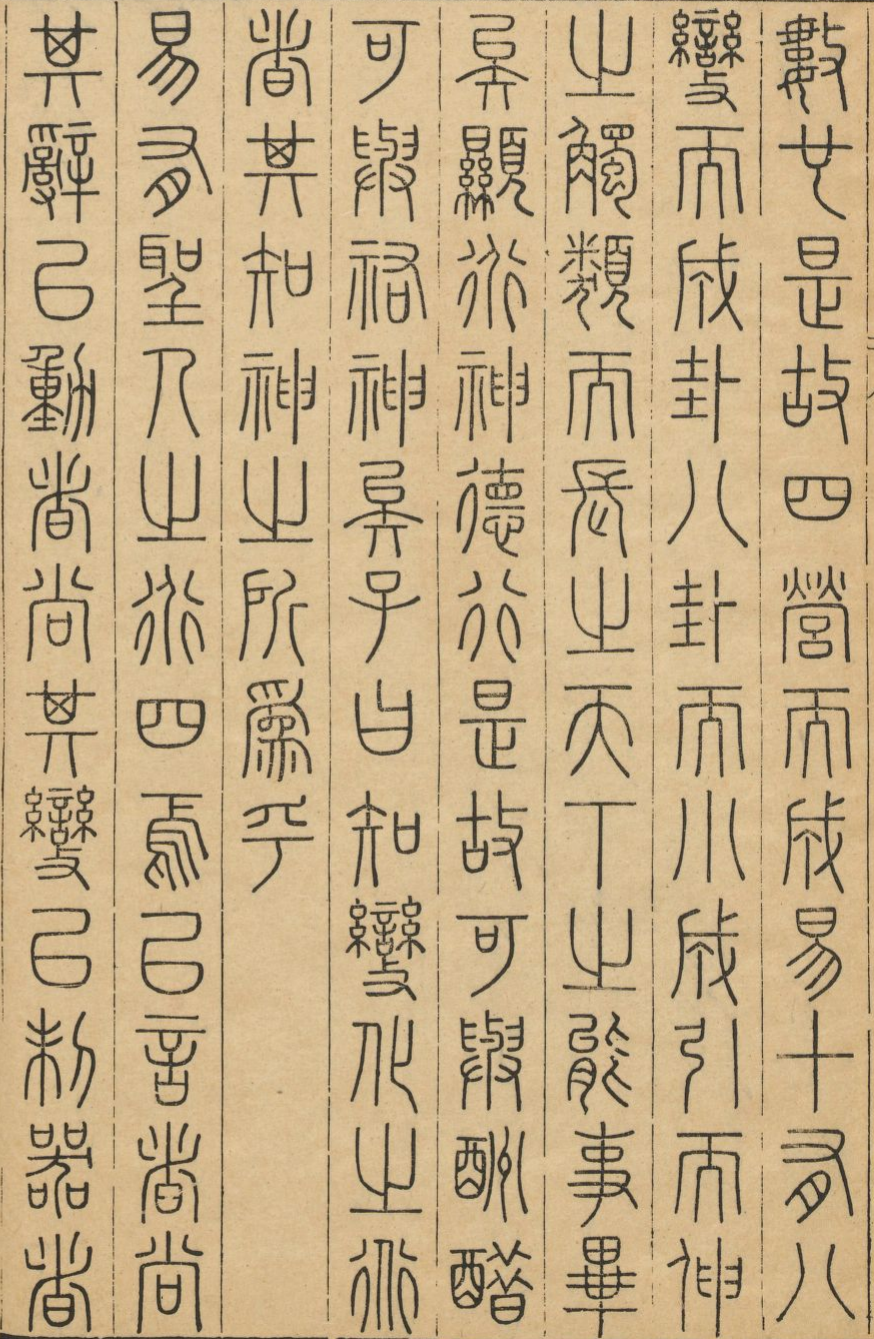 數也是故四營而成易十有八
變而成卦八卦而小成引而伸
之觸類而長之天下之能事畢
矣顯道神德行是故可與酬醋
可與祐神矣子曰知變化之道
者其知神之所爲乎
易有聖人之道四焉以言者尚
其辭以動者尚其變以制器者